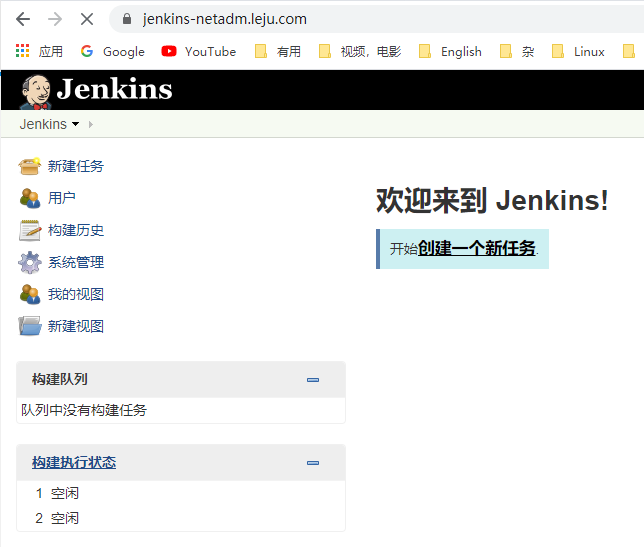 jenkins-netadm.leju.com
应用 Google YouTube 有用 视频，电影 English 杂 Linux
Jenkins
Jenkins
新建任务
用户
构建历史
系统管理
我的视图
新建视图
欢迎来到 Jenkins!
开始创建一个新任务.
构建队列
队列中没有构建任务
构建执行状态
1 空闲
2 空闲